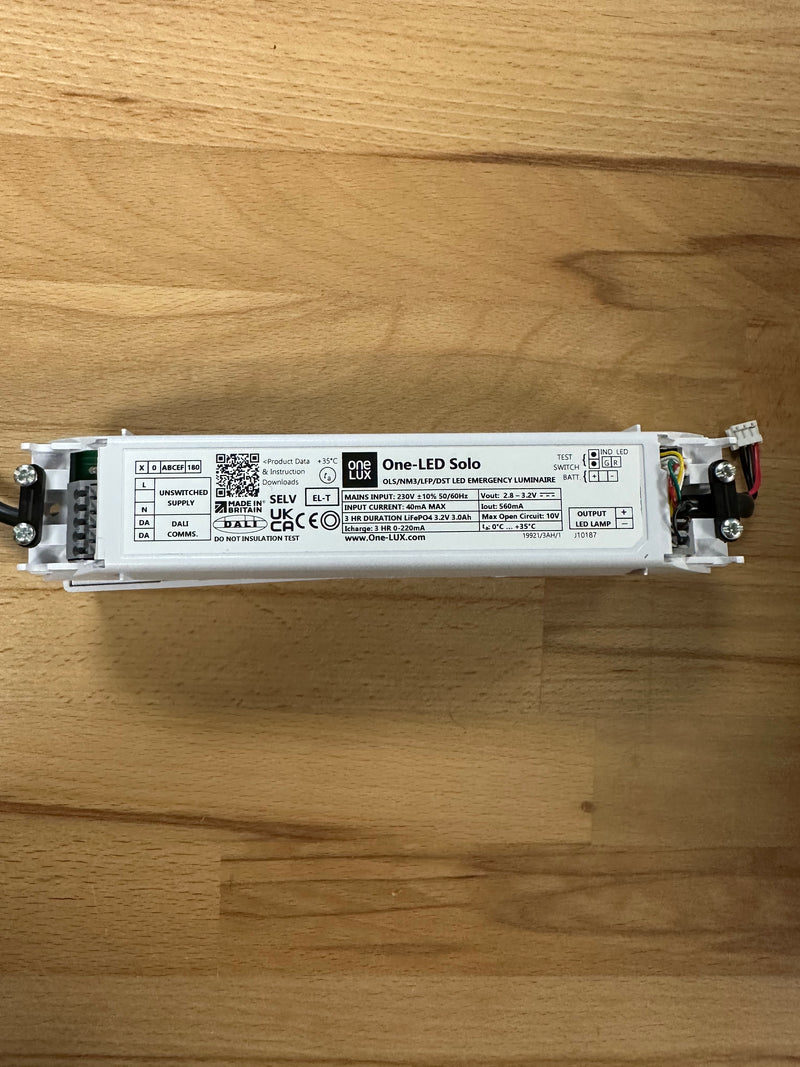 X 0 ABCEF 180
L
N
UNSWITCHED
SUPPLY
DA
DA
DALI
COMMS.
<Product Data
& Instruction
Downloads
+35°C
ta
MADE IN
BRITAIN
DALI
SELV
EL-T
UK
CA CE
DO NOT INSULATION TEST
one
LUX
One-LED Solo
OLS/NM3/LFP/DST LED EMERGENCY LUMINAIRE
MAINS INPUT: 230V ±10% 50/60Hz
INPUT CURRENT: 40mA MAX
3 HR DURATION LiFePO4 3.2V 3.0Ah
Icharge: 3 HR 0-220mA
Vout: 2.8 – 3.2V
Iout: 560mA
Max Open Circuit: 10V
ta: 0°C ... +35°C
www.One-LUX.com
19921/3AH/1
J10187
TEST
SWITCH
IND LED
G R
BATT
+ -
OUTPUT
LED LAMP
+
-